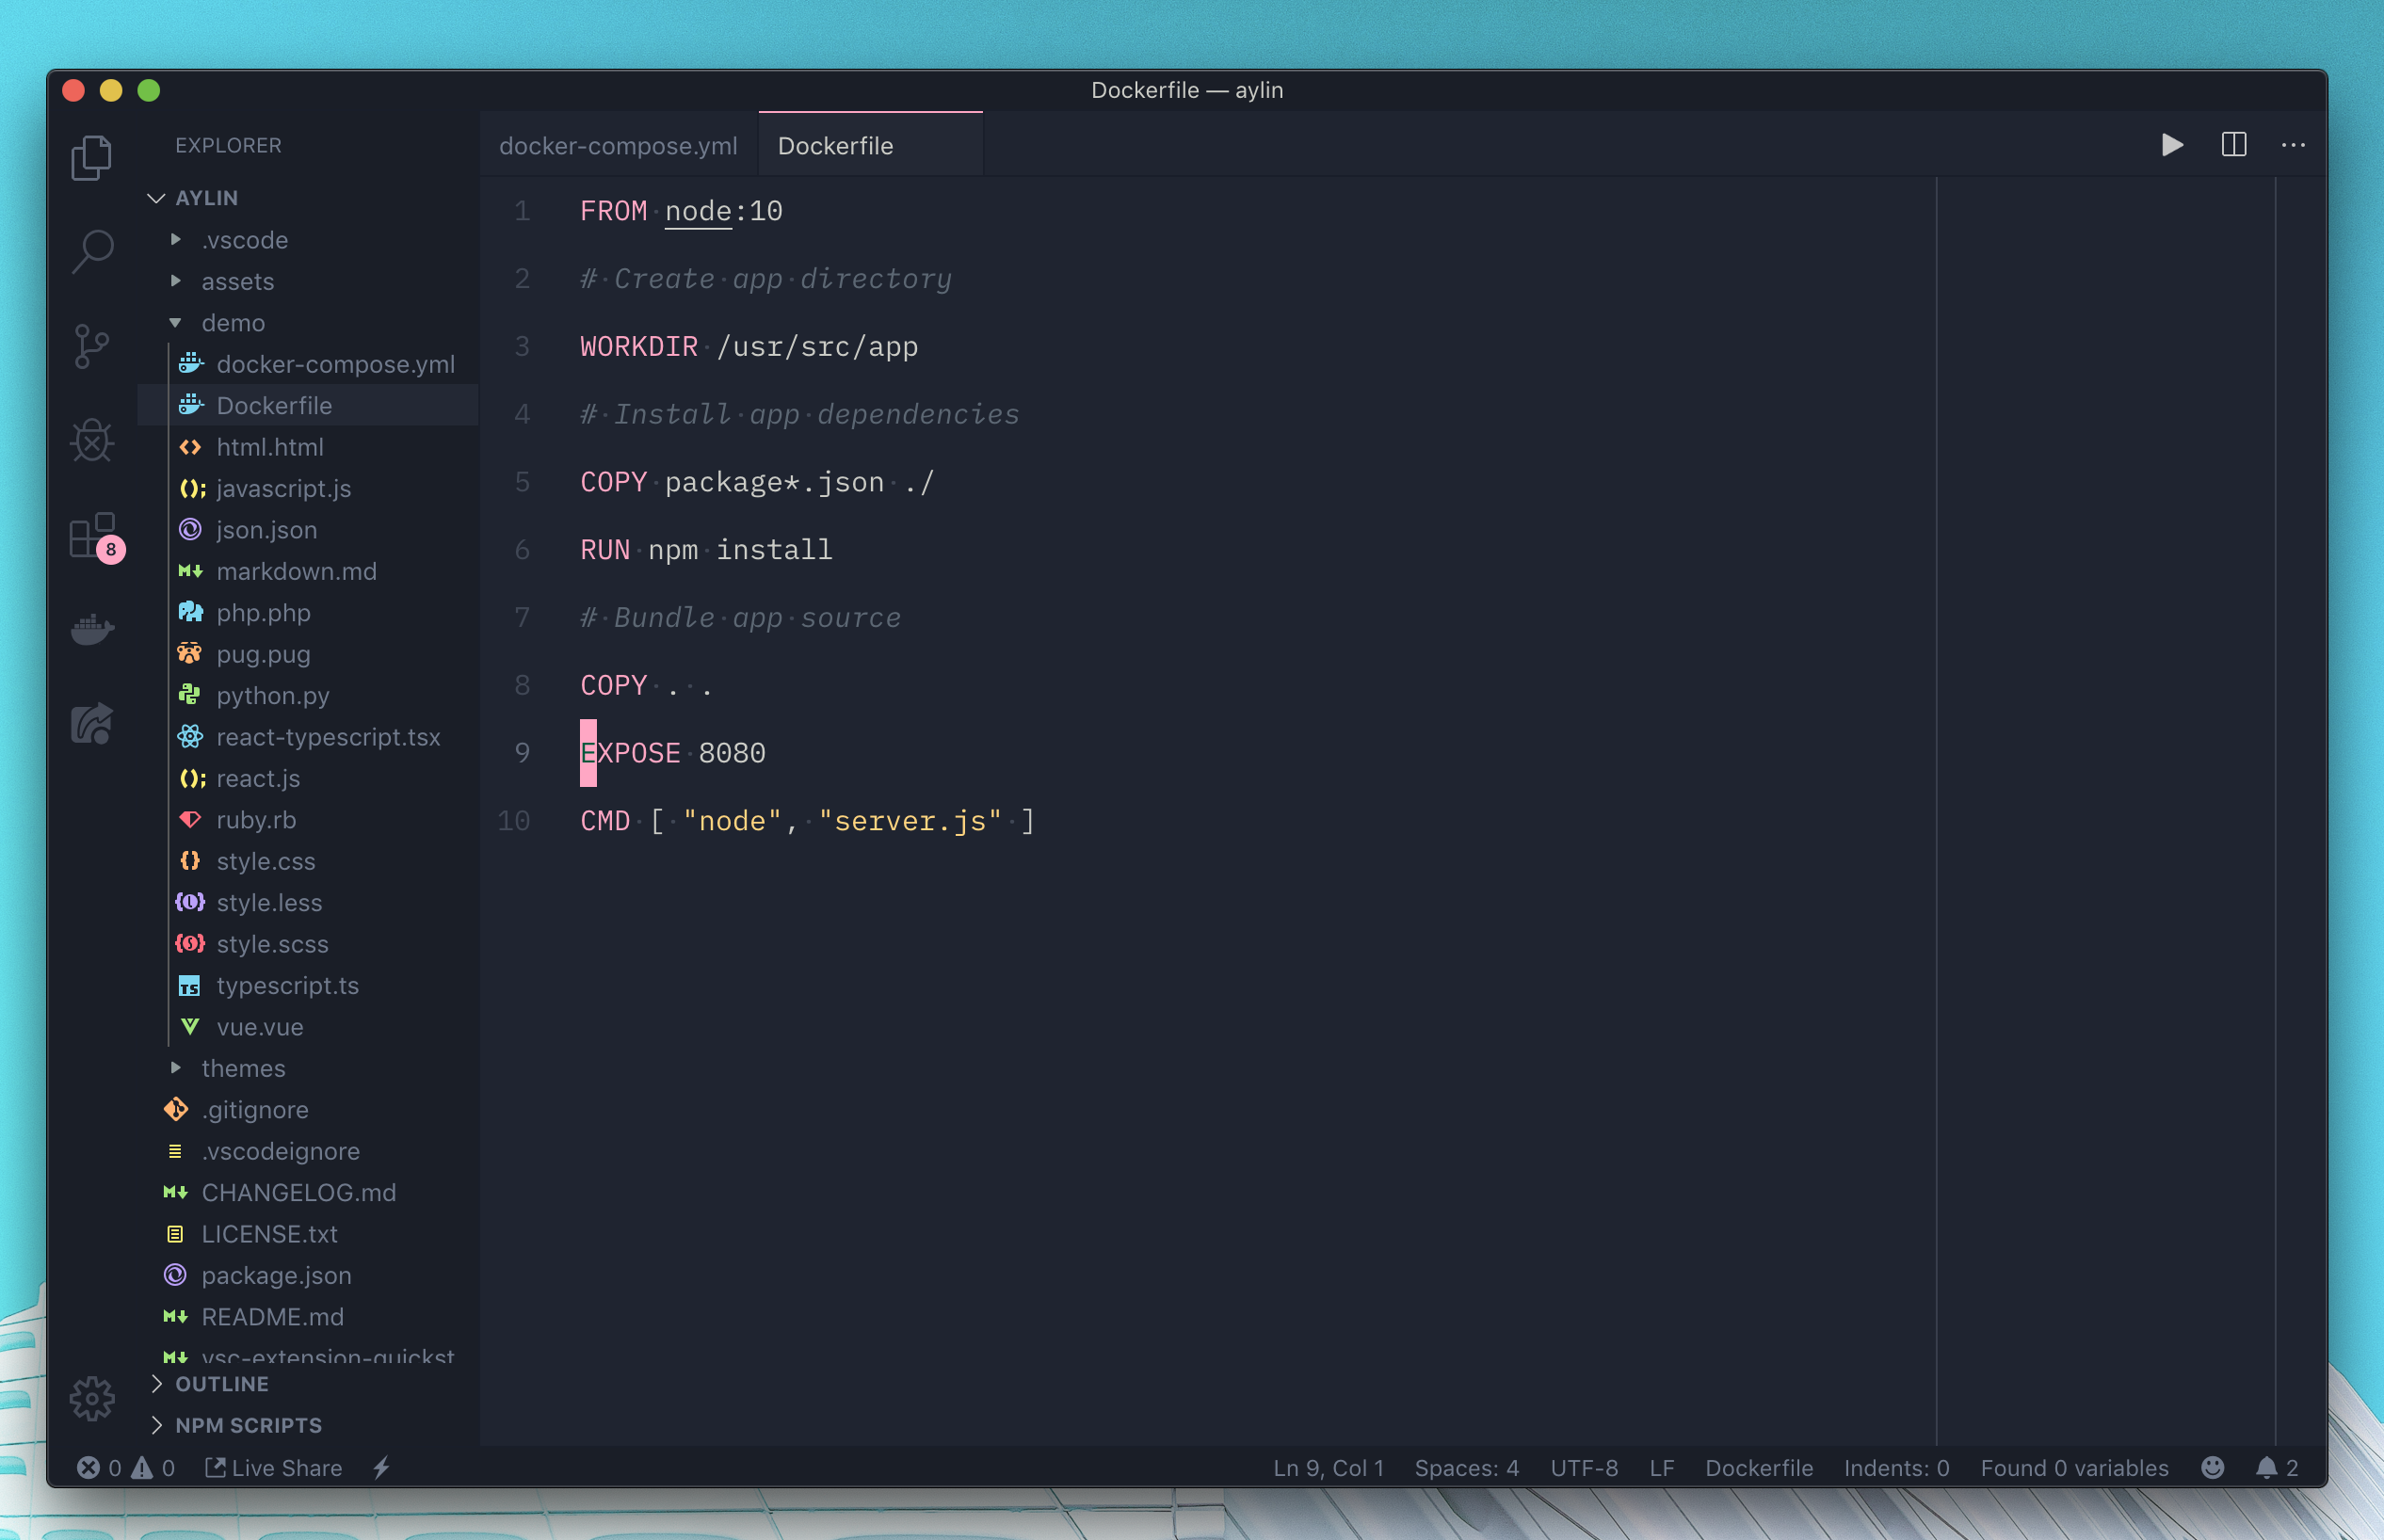 Dockerfile — aylin
EXPLORER
AYLIN
.vscode
assets
demo
docker-compose.yml
Dockerfile
html.html
javascript.js
json.json
markdown.md
php.php
pug.pug
python.py
react-typescript.tsx
react.js
ruby.rb
style.css
style.less
style.scss
typescript.ts
vue.vue
themes
.gitignore
.vscodeignore
CHANGELOG.md
LICENSE.txt
package.json
README.md
vsc-extension-quickst
OUTLINE
NPM SCRIPTS
8
docker-compose.yml Dockerfile
1 FROM node:10
2 # Create app directory
3 WORKDIR /usr/src/app
4 # Install app dependencies
5 COPY package*.json ./
6 RUN npm install
7 # Bundle app source
8 COPY . .
9 EXPOSE 8080
10 CMD [ "node", "server.js" ]
0 0 Live Share Ln 9, Col 1 Spaces: 4 UTF-8 LF Dockerfile Indents: 0 Found 0 variables 2